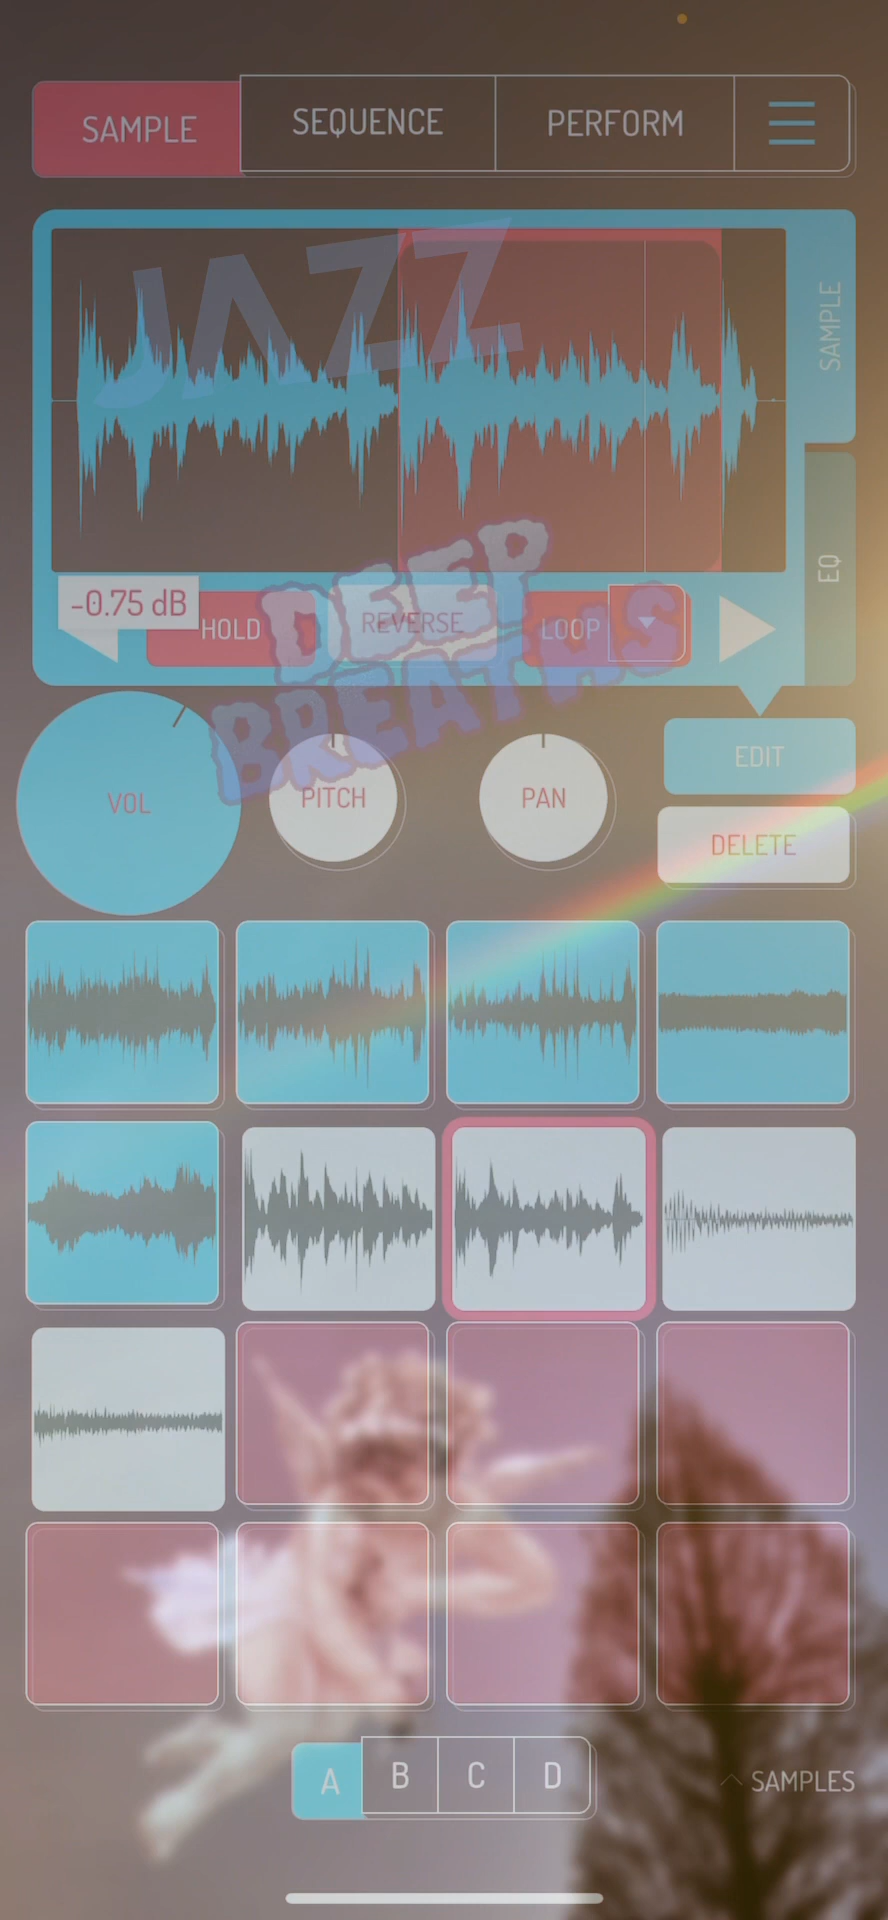 SAMPLE
SEQUENCE
PERFORM
JAZZ
SAMPLE
EQ
DEEP
BREATHS
-0.75 dB
HOLD
REVERSE
LOOP
VOL
PITCH
PAN
EDIT
DELETE
A
B
C
D
SAMPLES